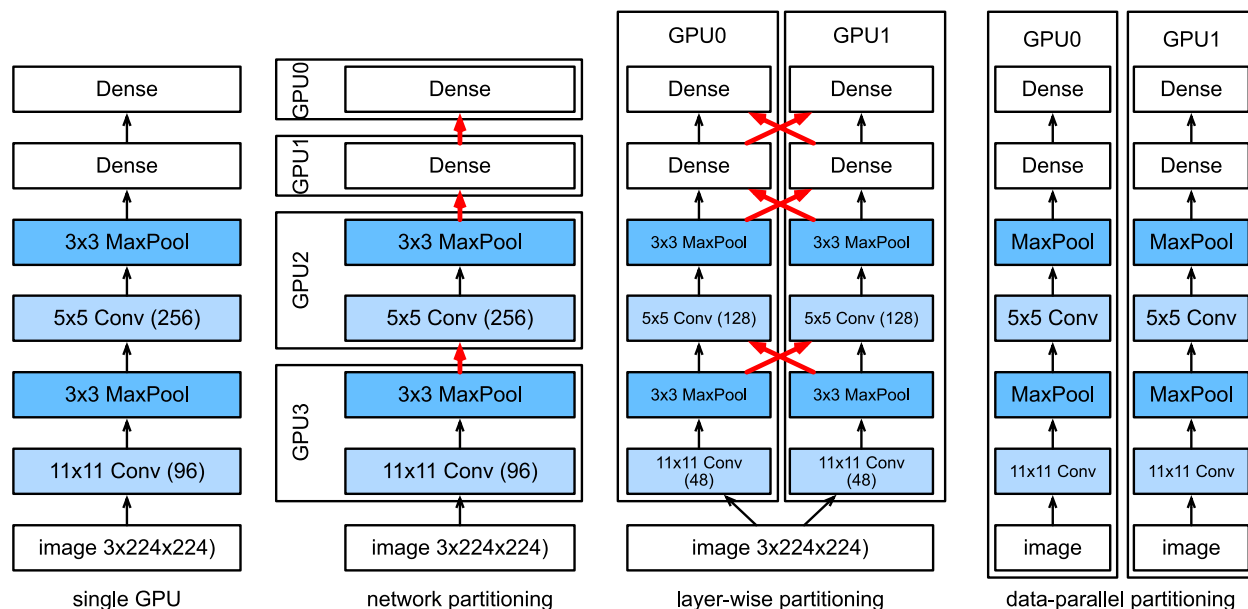 Dense
Dense
3x3 MaxPool
5x5 Conv (256)
3x3 MaxPool
11x11 Conv (96)
image 3x224x224)
single GPU
GPU0
Dense
GPU1
Dense
GPU2
3x3 MaxPool
5x5 Conv (256)
GPU3
3x3 MaxPool
11x11 Conv (96)
image 3x224x224)
network partitioning
GPU0
Dense
Dense
3x3 MaxPool
5x5 Conv (128)
3x3 MaxPool
11x11 Conv
(48)
GPU1
Dense
Dense
3x3 MaxPool
5x5 Conv (128)
3x3 MaxPool
11x11 Conv
(48)
image 3x224x224)
layer-wise partitioning
GPU0
Dense
Dense
MaxPool
5x5 Conv
MaxPool
11x11 Conv
image
GPU1
Dense
Dense
MaxPool
5x5 Conv
MaxPool
11x11 Conv
image
data-parallel partitioning